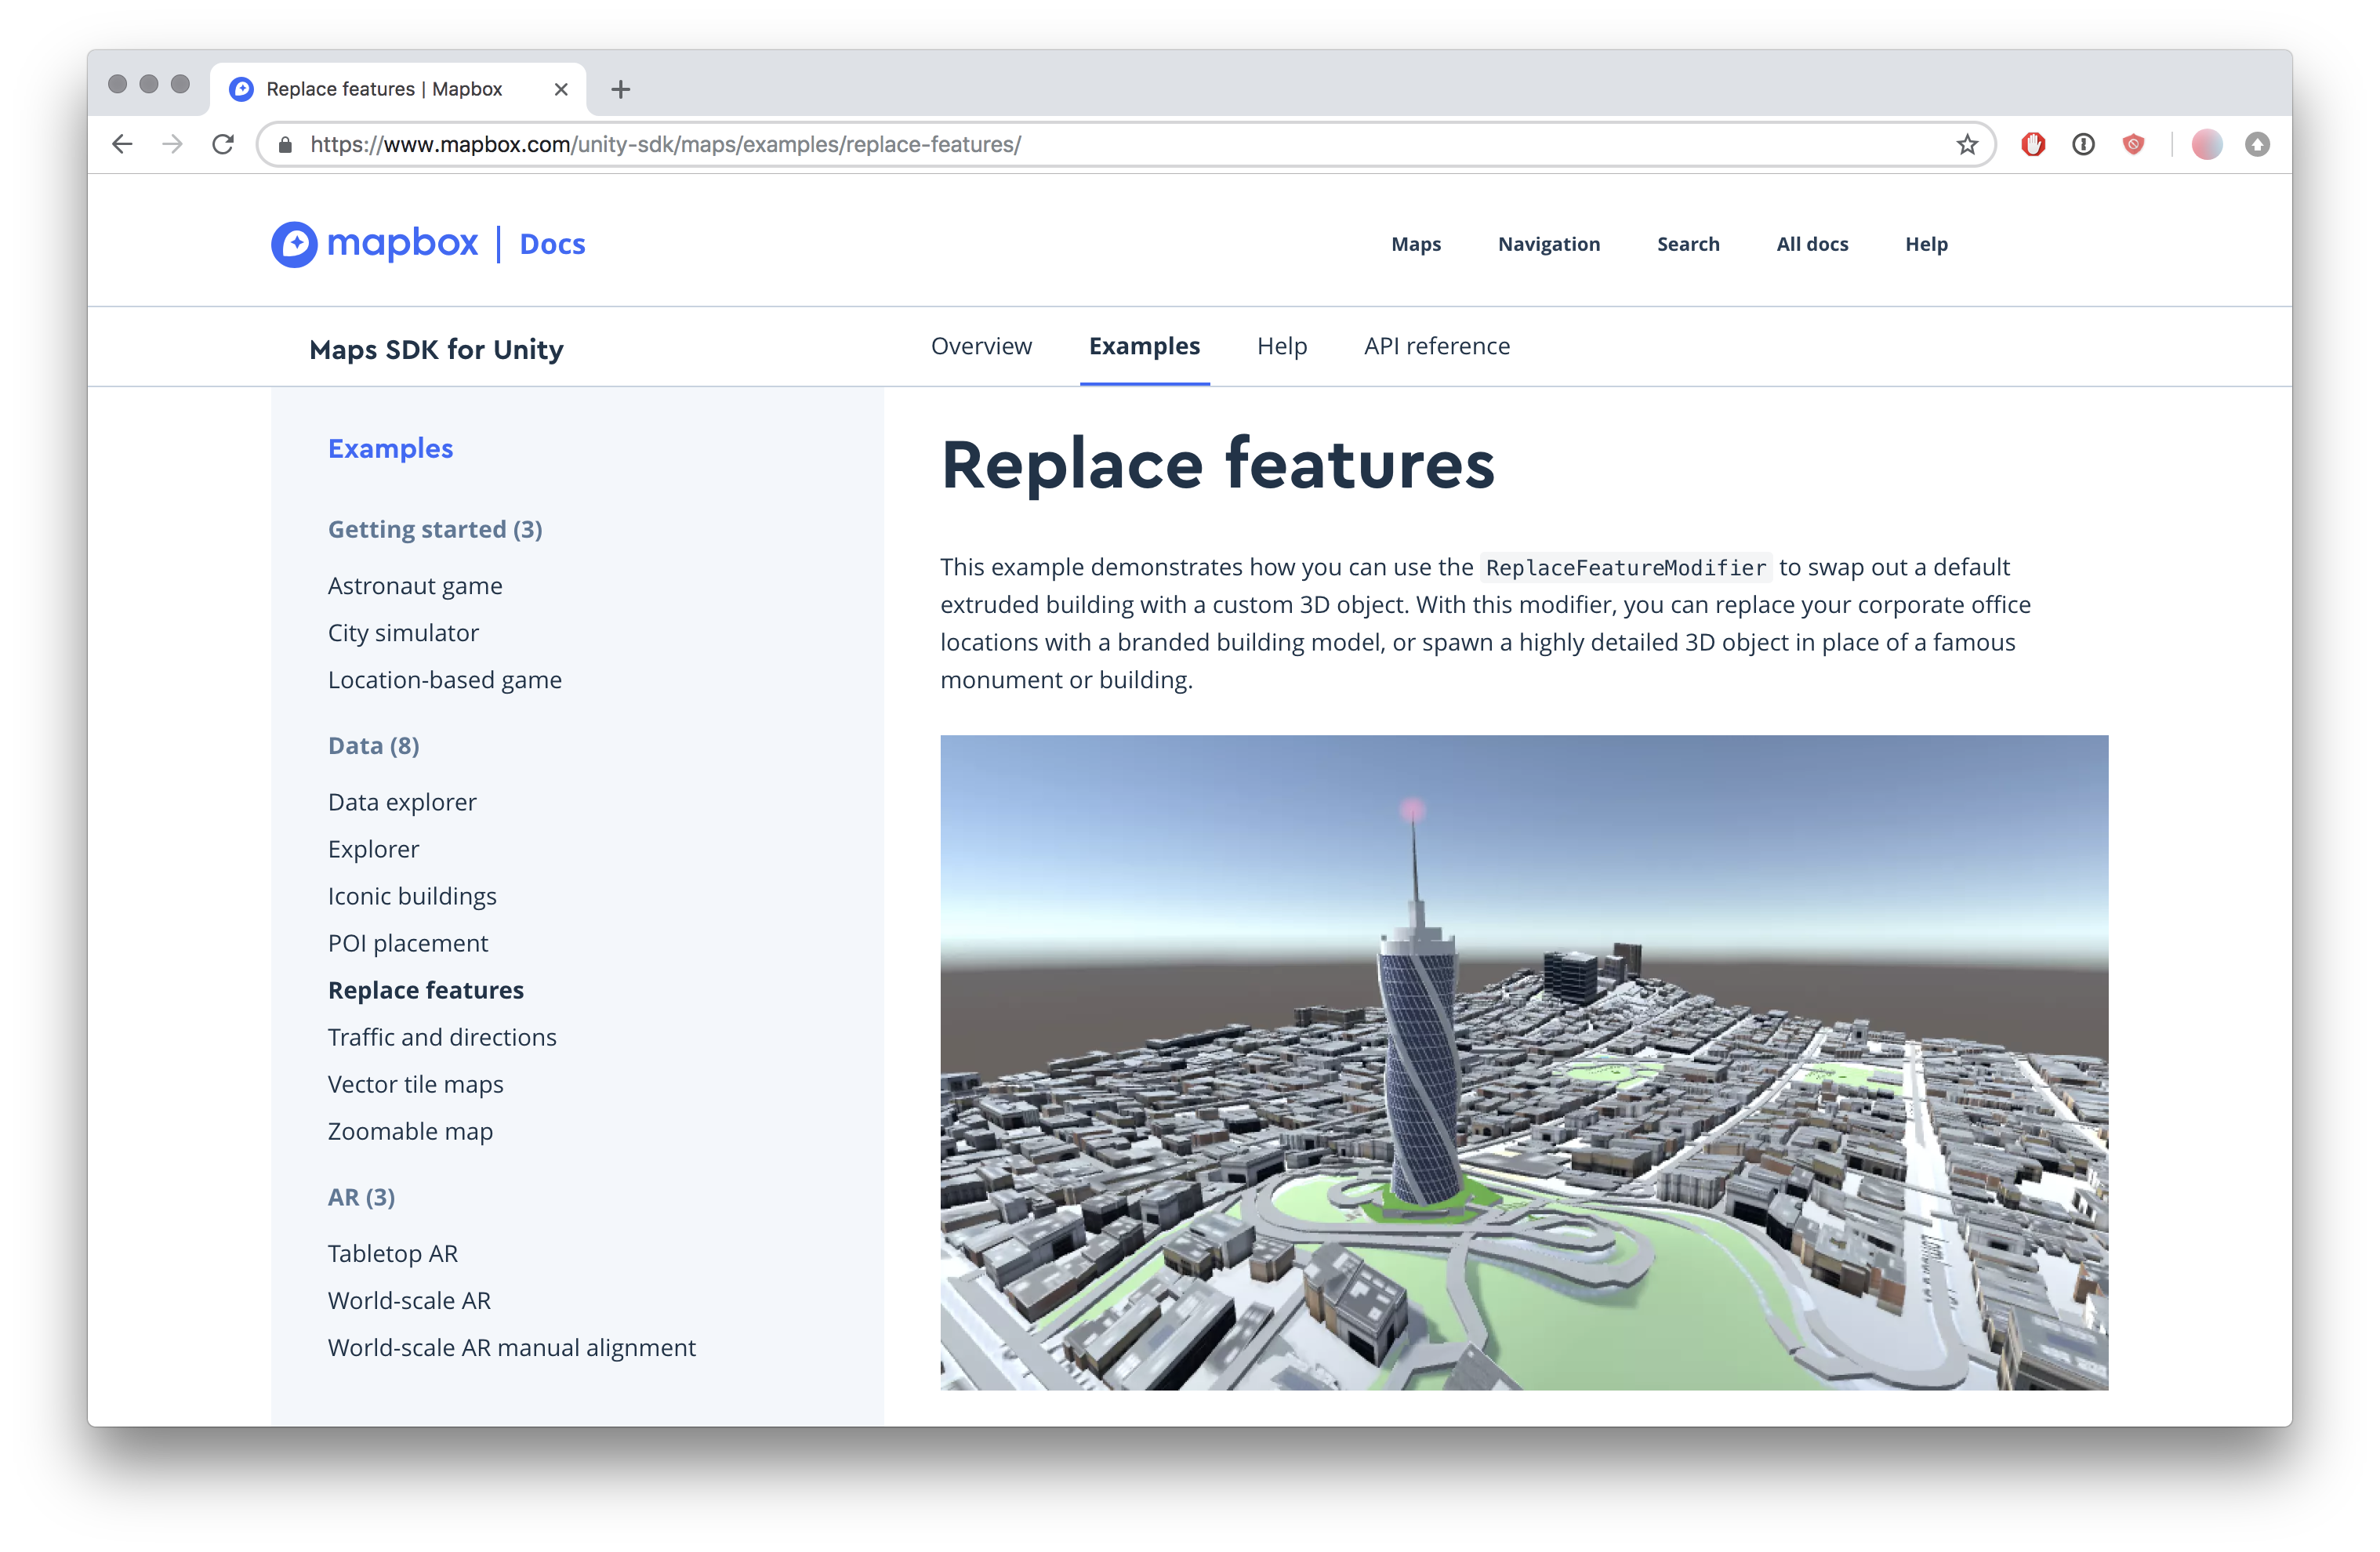 Replace features | Mapbox
https://www.mapbox.com/unity-sdk/maps/examples/replace-features/
mapbox | Docs
Maps Navigation Search All docs Help
Maps SDK for Unity
Overview Examples Help API reference
Examples
Getting started (3)
Astronaut game
City simulator
Location-based game
Data (8)
Data explorer
Explorer
Iconic buildings
POI placement
Replace features
Traffic and directions
Vector tile maps
Zoomable map
AR (3)
Tabletop AR
World-scale AR
World-scale AR manual alignment
Replace features
This example demonstrates how you can use the ReplaceFeatureModifier to swap out a default
extruded building with a custom 3D object. With this modifier, you can replace your corporate office
locations with a branded building model, or spawn a highly detailed 3D object in place of a famous
monument or building.